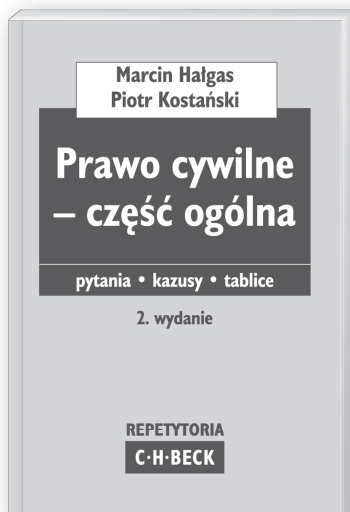 Marcin Hałgas
Piotr Kostański
Prawo cywilne
– część ogólna
pytania • kazusy • tablice
2. wydanie
REPETYTORIA
C·H·BECK